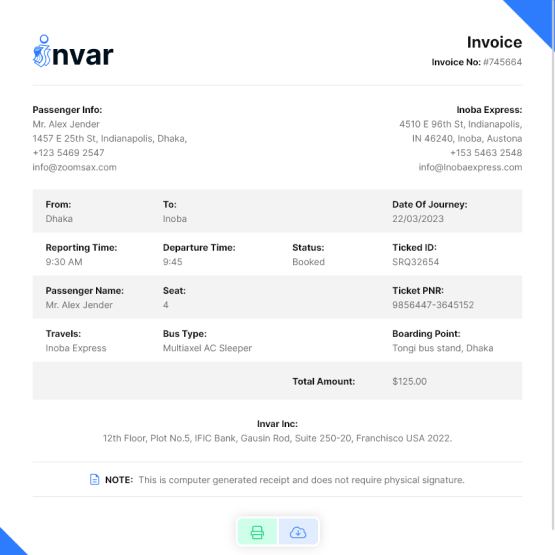 invar
Invoice
Invoice No: #745664
Passenger Info:
Mr. Alex Jender
1457 E 25th St, Indianapolis, Dhaka,
+123 5469 2547
info@zoomsax.com
Inoba Express:
4510 E 96th St, Indianapolis,
IN 46240, Inoba, Austona
+153 5463 2548
info@Inobaexpress.com
From: To: Date Of Journey:
Dhaka Inoba 22/03/2023
Reporting Time: Departure Time: Status: Ticked ID:
9:30 AM 9:45 Booked SRQ32654
Passenger Name: Seat: Ticket PNR:
Mr. Alex Jender 4 9856447-3645152
Travels: Bus Type: Boarding Point:
Inoba Express Multiaxel AC Sleeper Tongi bus stand, Dhaka
Total Amount: $125.00
Invar Inc:
12th Floor, Plot No.5, IFIC Bank, Gausin Rod, Suite 250-20, Franchisco USA 2022.
NOTE: This is computer generated receipt and does not require physical signature.